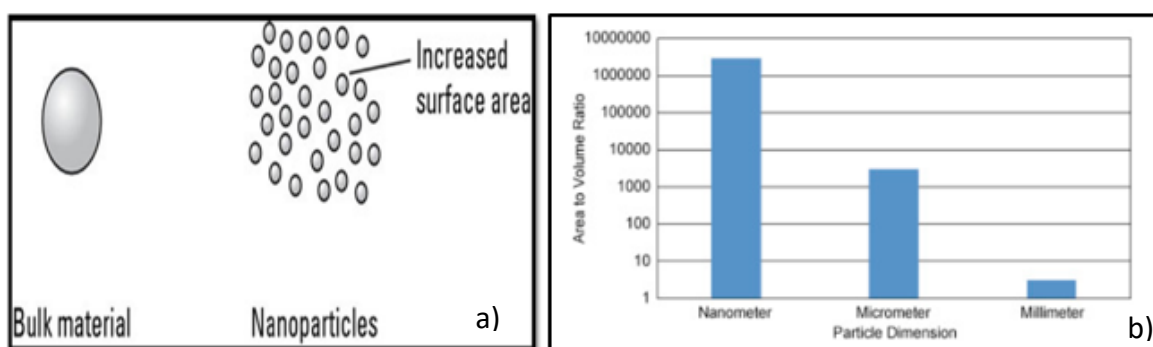 Increased
surface area
Bulk material
Nanoparticles
a)
10000000
1000000
100000
10000
1000
100
10
1
Area to Volume Ratio
Nanometer
Micrometer
Millimeter
Particle Dimension
b)